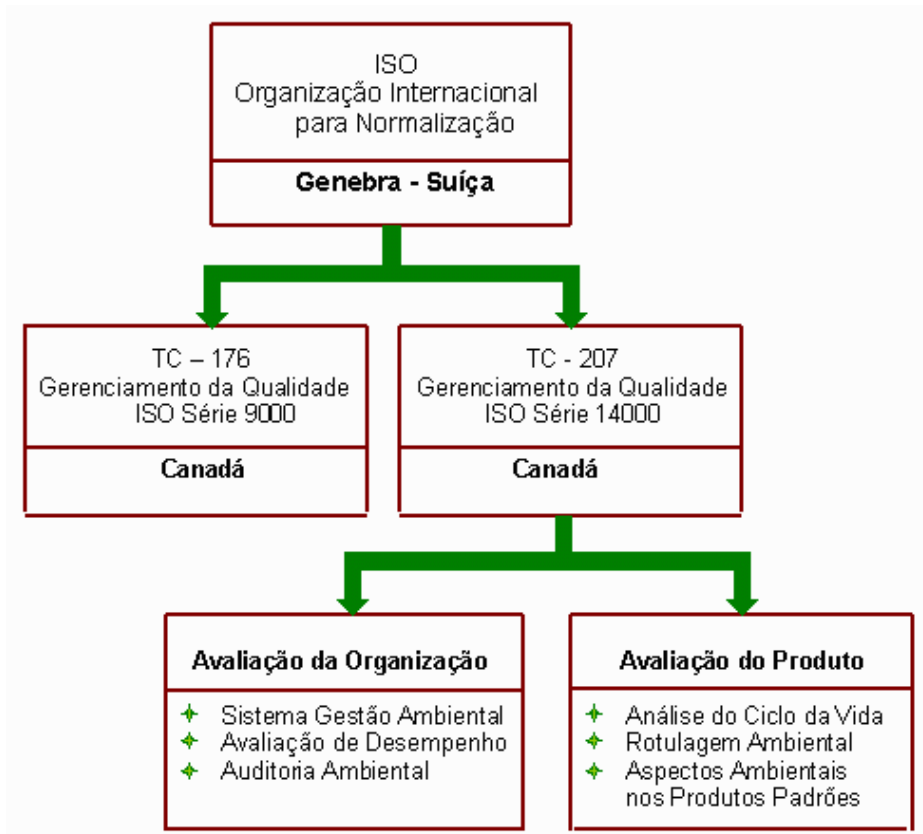 ISO
Organização Internacional
para Normalização
Genebra - Suíça
TC – 176
Gerenciamento da Qualidade
ISO Série 9000
Canadá
TC - 207
Gerenciamento da Qualidade
ISO Série 14000
Canadá
Avaliação da Organização
Sistema Gestão Ambiental
Avaliação de Desempenho
Auditoria Ambiental
Avaliação do Produto
Análise do Ciclo da Vida
Rotulagem Ambiental
Aspectos Ambientais
nos Produtos Padrões